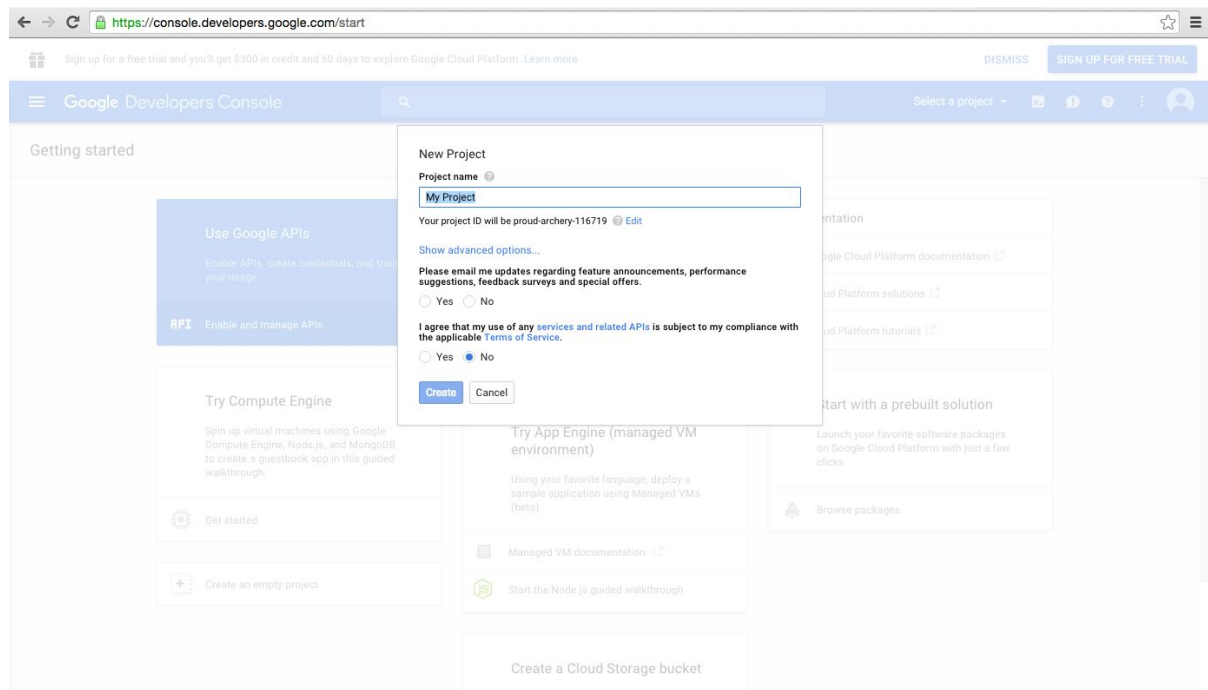 https://console.developers.google.com/start
Sign up for a free trial and you'll get $300 in credit and 60 days to explore Google Cloud Platform. Learn more
DISMISS
SIGN UP FOR FREE TRIAL
Google Developers Console
Select a project
Getting started
New Project
Project name
My Project
Your project ID will be proud-archery-116719 Edit
Show advanced options...
Please email me updates regarding feature announcements, performance
suggestions, feedback surveys and special offers.
Yes No
I agree that my use of any services and related APIs is subject to my compliance with
the applicable Terms of Service.
Yes No
Create Cancel
Use Google APIs
Enable APIs, create credentials, and
your usage
API Enable and manage APIs
Try Compute Engine
Spin up virtual machines using Google
Compute Engine, Node.js, and MongoDB
to create a guestbook app in this guided
walkthrough.
Get started
Create an empty project
Try App Engine (managed VM
environment)
Using your favorite language, deploy a
sample application using Managed VMs
(beta)
Managed VM documentation
JS Start the Node.js guided walkthrough
Create a Cloud Storage bucket
Cloud Platform documentation
Platform solutions
Platform tutorials
Start with a prebuilt solution
Launch your favorite software packages
on Google Cloud Platform with just a few
clicks
Browse packages